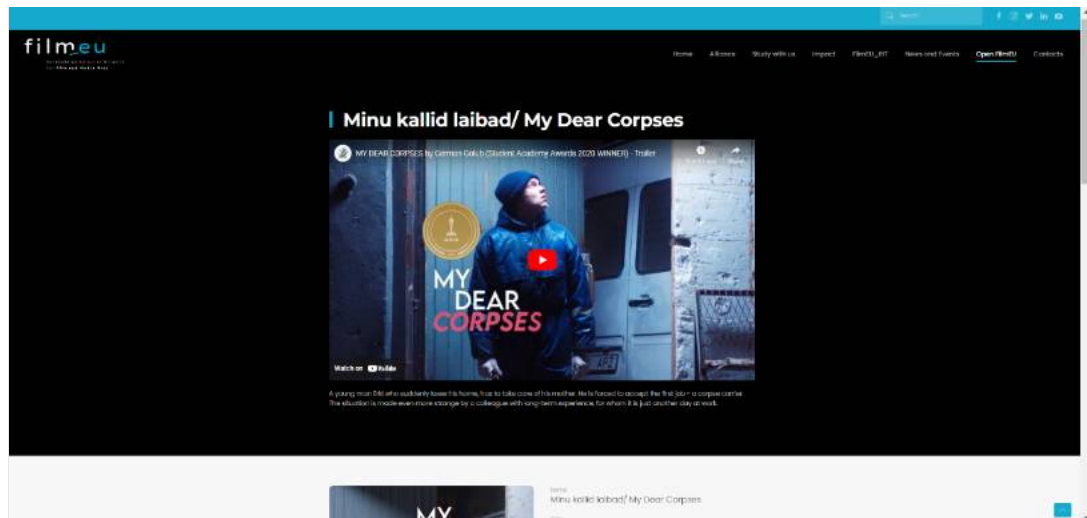 Search
film.eu
Home Alliance Study with us Impact FilmEU_RIT News and Events Open FilmEU Contacts
Minu kallid laibad/ My Dear Corpses
MY DEAR CORPSES by German Golub (Student Academy Awards 2020 WINNER) - Trailer
MY
DEAR
CORPSES
Watch on YouTube
A young man Erki who suddenly loses his home, has to take care of his mother. He is forced to accept the first job - a corpse carrier.
The situation is made even more strange by a colleague with long-term experience, for whom it is just another day at work.
MY
Minu kallid laibad/ My Dear Corpses